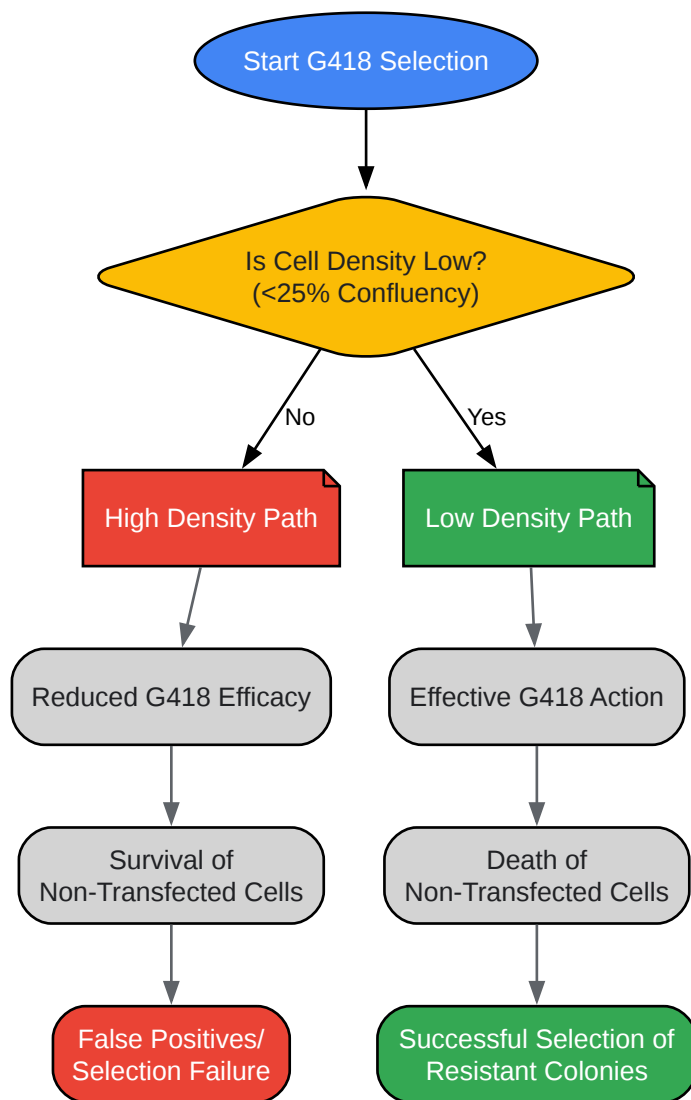 Start G418 Selection
Is Cell Density Low?
(<25% Confluency)
No
Yes
High Density Path
Low Density Path
Reduced G418 Efficacy
Effective G418 Action
Survival of
Non-Transfected Cells
Death of
Non-Transfected Cells
False Positives/
Selection Failure
Successful Selection of
Resistant Colonies